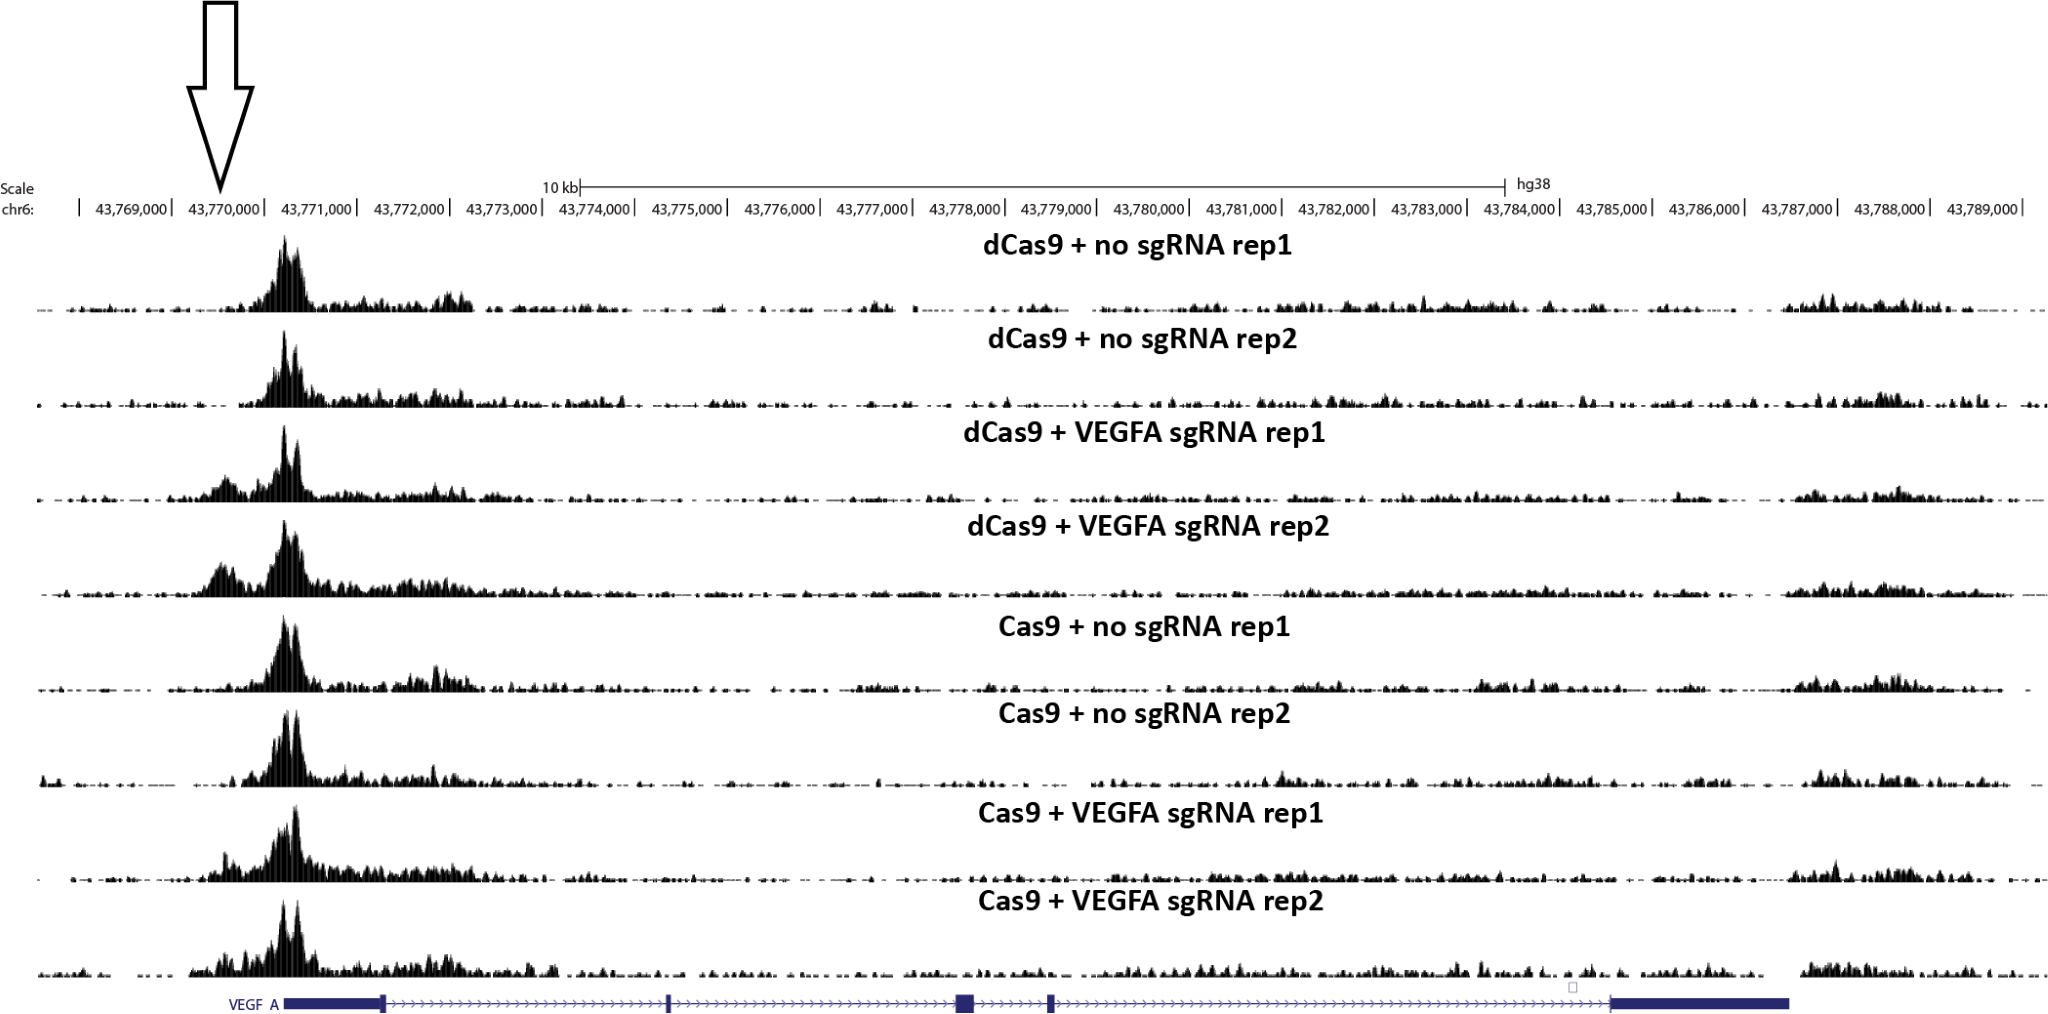 Scale 10 kb hg38
chr6: 43,769,000 43,770,000 43,771,000 43,772,000 43,773,000 43,774,000 43,775,000 43,776,000 43,777,000 43,778,000 43,779,000 43,780,000 43,781,000 43,782,000 43,783,000 43,784,000 43,785,000 43,786,000 43,787,000 43,788,000 43,789,000
dCas9 + no sgRNA rep1
dCas9 + no sgRNA rep2
dCas9 + VEGFA sgRNA rep1
dCas9 + VEGFA sgRNA rep2
Cas9 + no sgRNA rep1
Cas9 + no sgRNA rep2
Cas9 + VEGFA sgRNA rep1
Cas9 + VEGFA sgRNA rep2
VEGF A